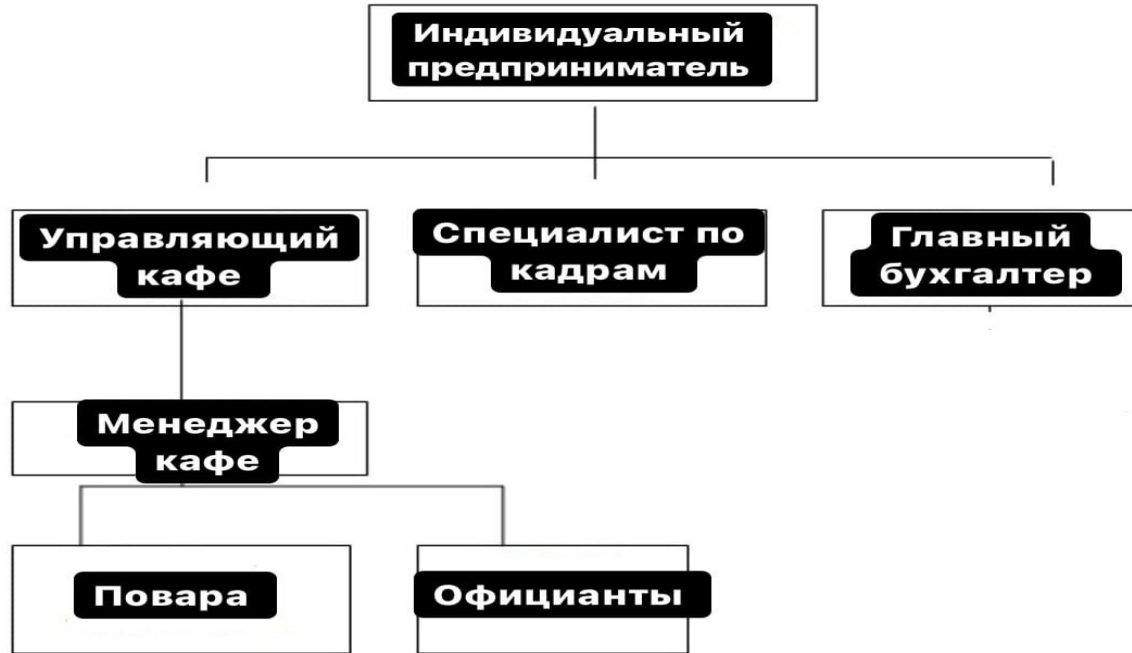 Индивидуальный
предприниматель
Управляющий
кафе
Специалист по
кадрам
Главный
бухгалтер
Менеджер
кафе
Повара
Официанты